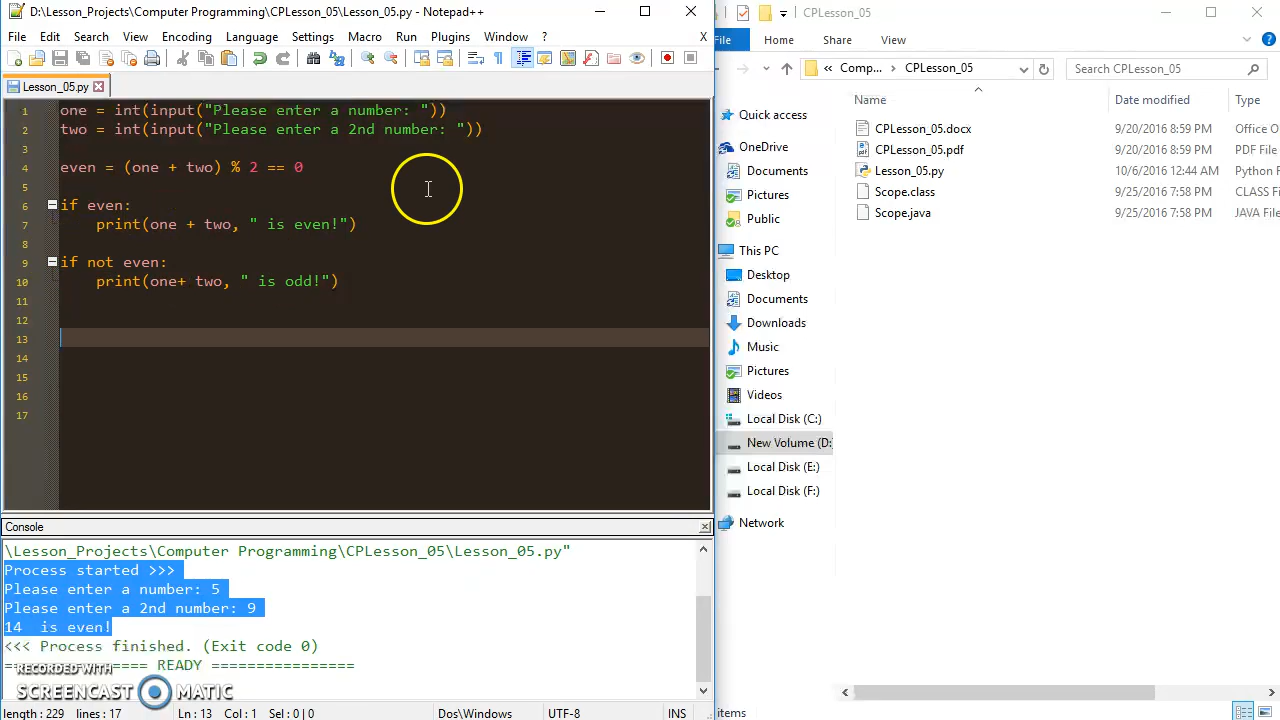 D:\Lesson_Projects\Computer Programming\CPLesson_05\Lesson_05.py - Notepad++
File Edit Search View Encoding Language Settings Macro Run Plugins Window ? X
Lesson_05.py
1 one = int(input("Please enter a number: "))
2 two = int(input("Please enter a 2nd number: "))
3
4 even = (one + two) % 2 == 0
5
6 if even:
7 print(one + two, " is even!")
8
9 if not even:
10 print(one+ two, " is odd!")
11
12
13
14
15
16
17
Console
\Lesson_Projects\Computer Programming\CPLesson_05\Lesson_05.py"
Process started >>>
Please enter a number: 5
Please enter a 2nd number: 9
14  is even!
<<< Process finished. (Exit code 0)
================ READY ================
RECORDED WITH
SCREENCAST MATIC
length : 229 lines : 17 Ln : 13 Col : 1 Sel : 0 | 0 Dos\Windows UTF-8 INS
CPLesson_05
File Home Share View
« Comp... > CPLesson_05
Search CPLesson_05
Quick access
OneDrive
Documents
Pictures
Public
This PC
Desktop
Documents
Downloads
Music
Pictures
Videos
Local Disk (C:)
New Volume (D:
Local Disk (E:)
Local Disk (F:)
Network
Name Date modified Type
CPLesson_05.docx 9/20/2016 8:59 PM Office O
CPLesson_05.pdf 9/20/2016 8:59 PM PDF File
Lesson_05.py 10/6/2016 12:44 AM Python F
Scope.class 9/25/2016 7:58 PM CLASS Fi
Scope.java 9/25/2016 7:58 PM JAVA Fil
items